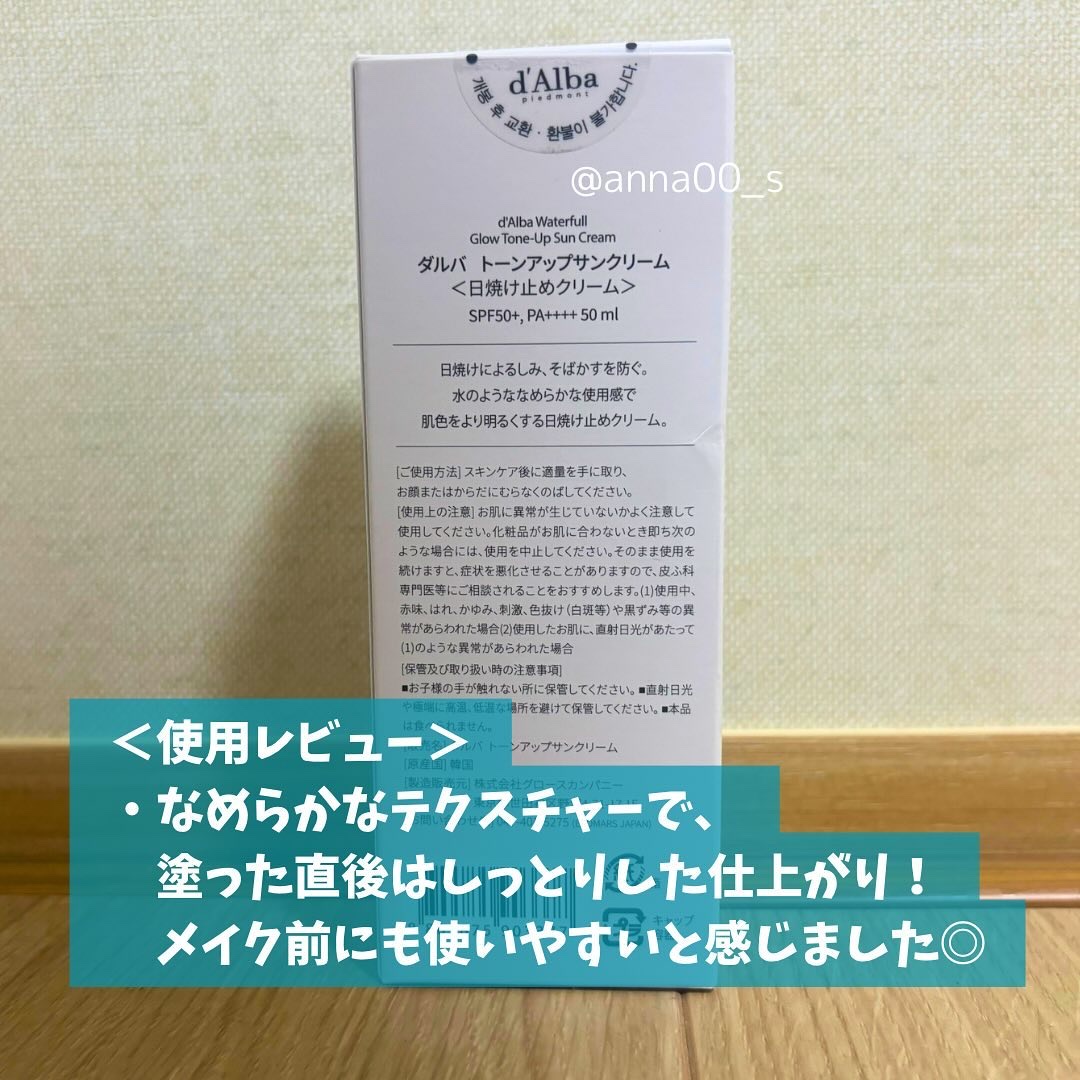 d'Alba
piedmont
개봉 후 교환·환불이 불가합니다.
@anna00_s
d'Alba Waterfull
Glow Tone-Up Sun Cream
ダルバ トーンアップサンクリーム
＜日焼け止めクリーム＞
SPF50+, PA++++ 50 ml
日焼けによるしみ、そばかすを防ぐ。
水のようななめらかな使用感で
肌色をより明るくする日焼け止めクリーム。
[ご使用方法] スキンケア後に適量を手に取り、
お顔またはからだにむらなくのばしてください。
[使用上の注意] お肌に異常が生じていないかよく注意して
使用してください。化粧品がお肌に合わないとき即ち次の
ような場合には、使用を中止してください。そのまま使用を
続けますと、症状を悪化させることがありますので、皮ふ科
専門医等にご相談されることをおすすめします。(1)使用中、
赤味、はれ、かゆみ、刺激、色抜け（白斑等）や黒ずみ等の異
常があらわれた場合(2)使用したお肌に、直射日光があたって
(1)のような異常があらわれた場合
[保管及び取り扱い時の注意事項]
■お子様の手が触れない所に保管してください。■直射日光
や極端に高温、低温な場所を避けて保管してください。■本品
は食べられません。
ダルバ トーンアップサンクリーム
[原産国] 韓国
[製造販売元] 株式会社グロースカンパニー
(B:MARS JAPAN)
キャップ
＜使用レビュー＞
・なめらかなテクスチャーで、
塗った直後はしっとりした仕上がり！
メイク前にも使いやすいと感じました◎